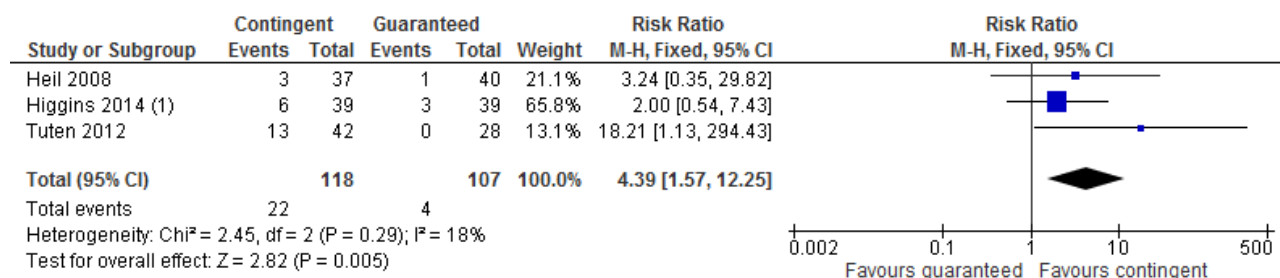 Contingent Guaranteed Risk Ratio Risk Ratio
Study or Subgroup Events Total Events Total Weight M-H, Fixed, 95% CI M-H, Fixed, 95% CI
Heil 2008 3 37 1 40 21.1% 3.24 [0.35, 29.82]
Higgins 2014 (1) 6 39 3 39 65.8% 2.00 [0.54, 7.43]
Tuten 2012 13 42 0 28 13.1% 18.21 [1.13, 294.43]
Total (95% CI) 118 107 100.0% 4.39 [1.57, 12.25]
Total events 22 4
Heterogeneity: Chi² = 2.45, df = 2 (P = 0.29); I² = 18%
Test for overall effect: Z = 2.82 (P = 0.005)
0.002 0.1 1 10 500
Favours guaranteed Favours contingent